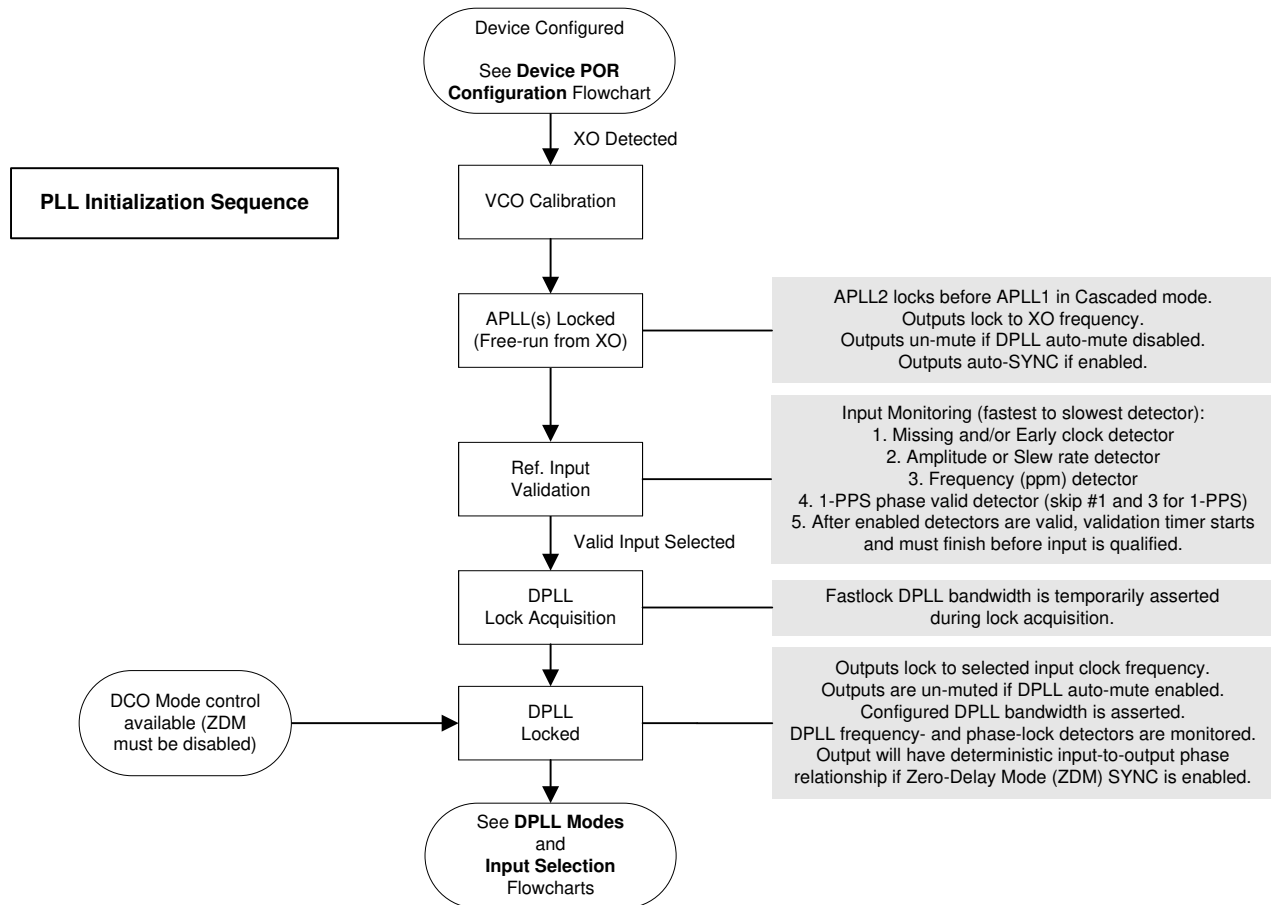 Device Configured
See Device POR
Configuration Flowchart
XO Detected
PLL Initialization Sequence
VCO Calibration
APLL(s) Locked
(Free-run from XO)
APLL2 locks before APLL1 in Cascaded mode.
Outputs lock to XO frequency.
Outputs un-mute if DPLL auto-mute disabled.
Outputs auto-SYNC if enabled.
Ref. Input
Validation
Input Monitoring (fastest to slowest detector):
1. Missing and/or Early clock detector
2. Amplitude or Slew rate detector
3. Frequency (ppm) detector
4. 1-PPS phase valid detector (skip #1 and 3 for 1-PPS)
5. After enabled detectors are valid, validation timer starts
and must finish before input is qualified.
Valid Input Selected
DPLL
Lock Acquisition
Fastlock DPLL bandwidth is temporarily asserted
during lock acquisition.
DCO Mode control
available (ZDM
must be disabled)
DPLL
Locked
Outputs lock to selected input clock frequency.
Outputs are un-muted if DPLL auto-mute enabled.
Configured DPLL bandwidth is asserted.
DPLL frequency- and phase-lock detectors are monitored.
Output will have deterministic input-to-output phase
relationship if Zero-Delay Mode (ZDM) SYNC is enabled.
See DPLL Modes
and
Input Selection
Flowcharts